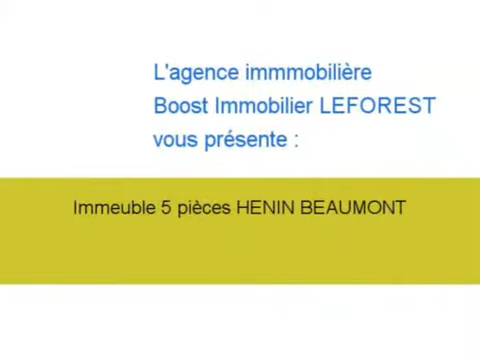 L'agence immmobilière
Boost Immobilier LEFOREST
vous présente :
Immeuble 5 pièces HENIN BEAUMONT